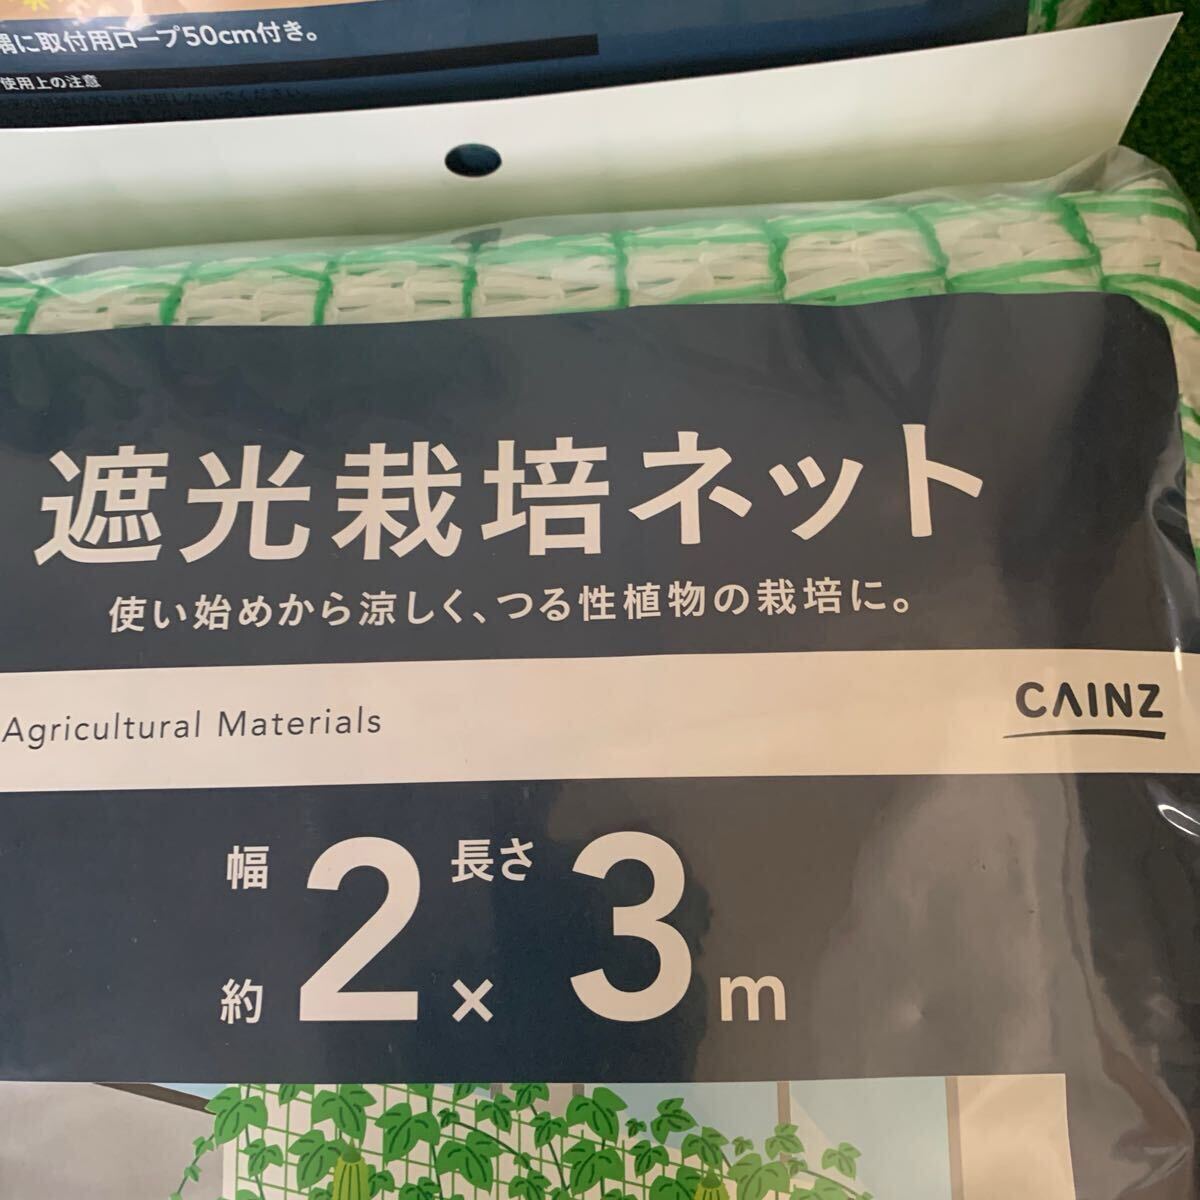 隅に取付用ロープ50cm付き。
使用上の注意
遮光栽培ネット
使い始めから涼しく、つる性植物の栽培に。
Agricultural Materials
CAINZ
幅 約2 × 長さ 3m